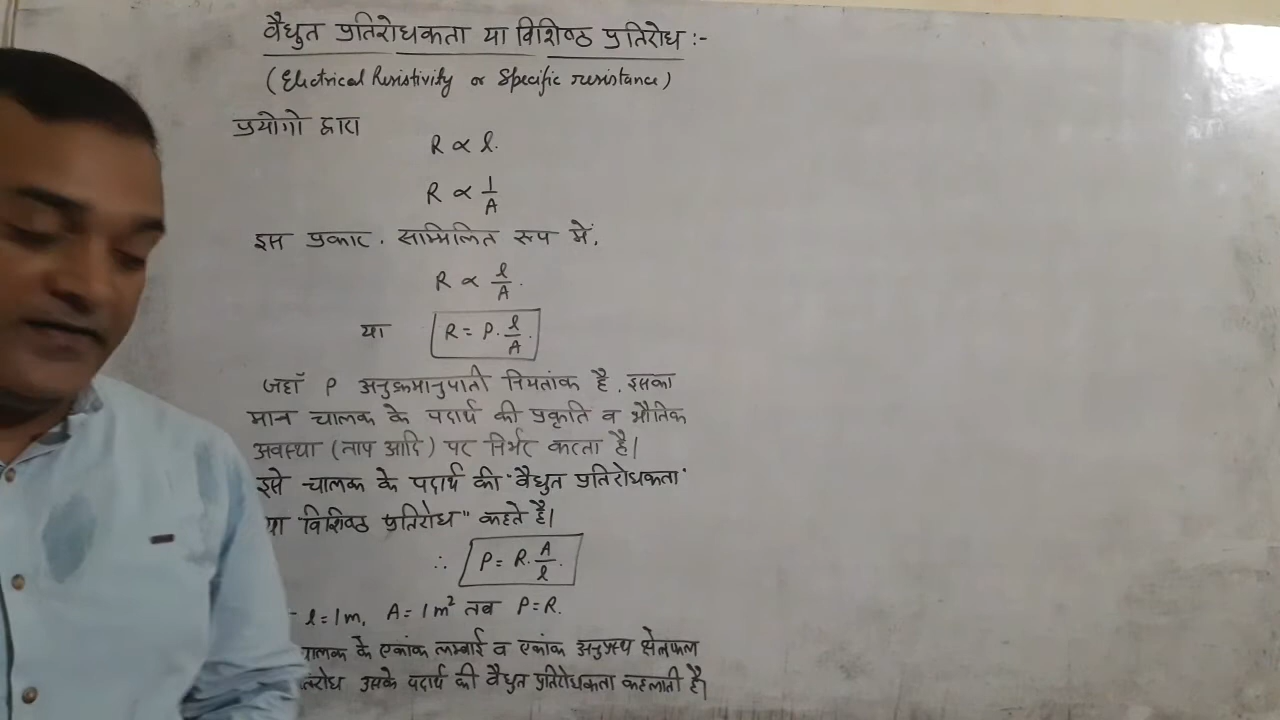 वैधुत प्रतिरोधकता या विशिष्ठ प्रतिरोध :-
(Electrical Resistivity or Specific resistance)
प्रयोगो द्वारा
R ∝ l.
R ∝ 1/A
इस प्रकार. सम्मिलित रूप में,
R ∝ l/A.
या R = ρ. l/A.
जहाँ ρ अनुक्रमानुपाती नियतांक है. इसका
मान चालक के पदार्थ की प्रकृति व भौतिक
अवस्था (ताप आदि) पर निर्भर करता है।
इसे चालक के पदार्थ की "वैधुत प्रतिरोधकता
या विशिष्ठ प्रतिरोध" कहते है।
∴ ρ = R. A/l.
l = 1m, A = 1m² तब ρ = R.
चालक के एकांक लम्बाई व एकांक अनुप्रस्थ क्षेत्रफल
उसके पदार्थ की वैधुत प्रतिरोधकता कहलाती है।